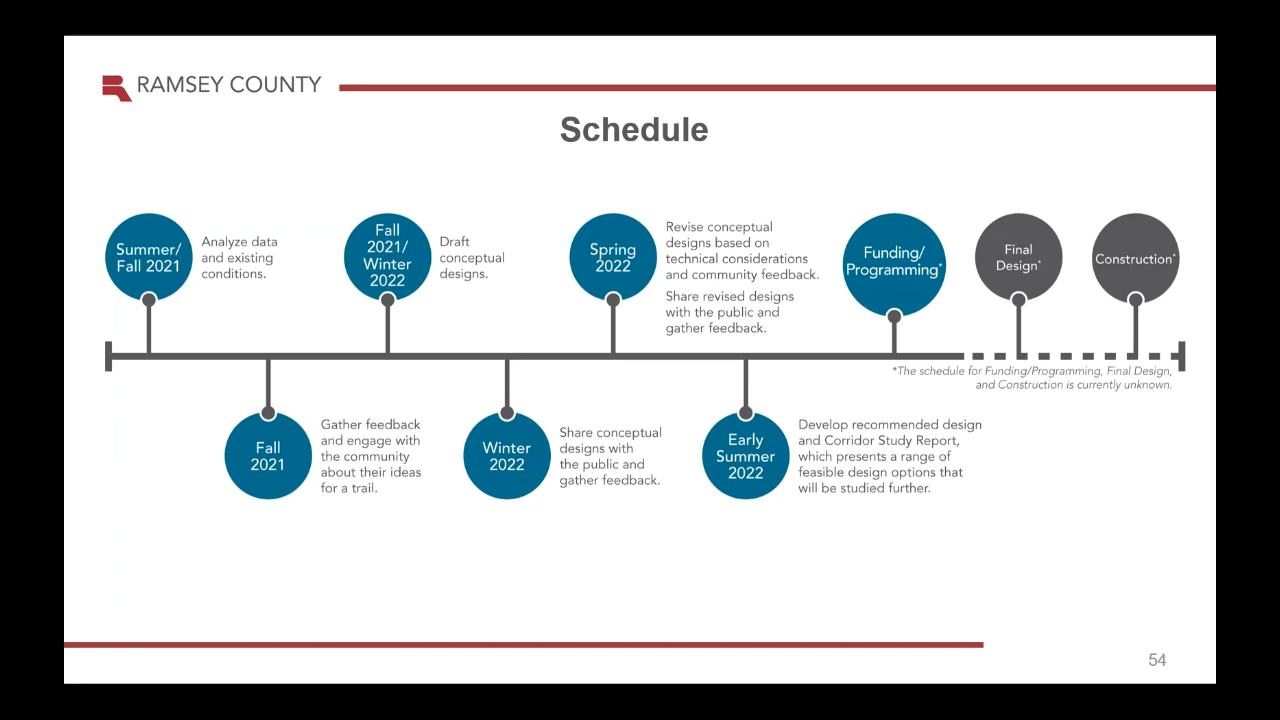 RAMSEY COUNTY
Schedule
Summer/
Fall 2021
Analyze data
and existing
conditions.
Fall
2021
Gather feedback
and engage with
the community
about their ideas
for a trail.
Fall
2021/
Winter
2022
Draft
conceptual
designs.
Winter
2022
Share conceptual
designs with
the public and
gather feedback.
Spring
2022
Revise conceptual
designs based on
technical considerations
and community feedback.
Share revised designs
with the public and
gather feedback.
Early
Summer
2022
Develop recommended design
and Corridor Study Report,
which presents a range of
feasible design options that
will be studied further.
Funding/
Programming*
Final
Design*
Construction*
*The schedule for Funding/Programming, Final Design,
and Construction is currently unknown.
54